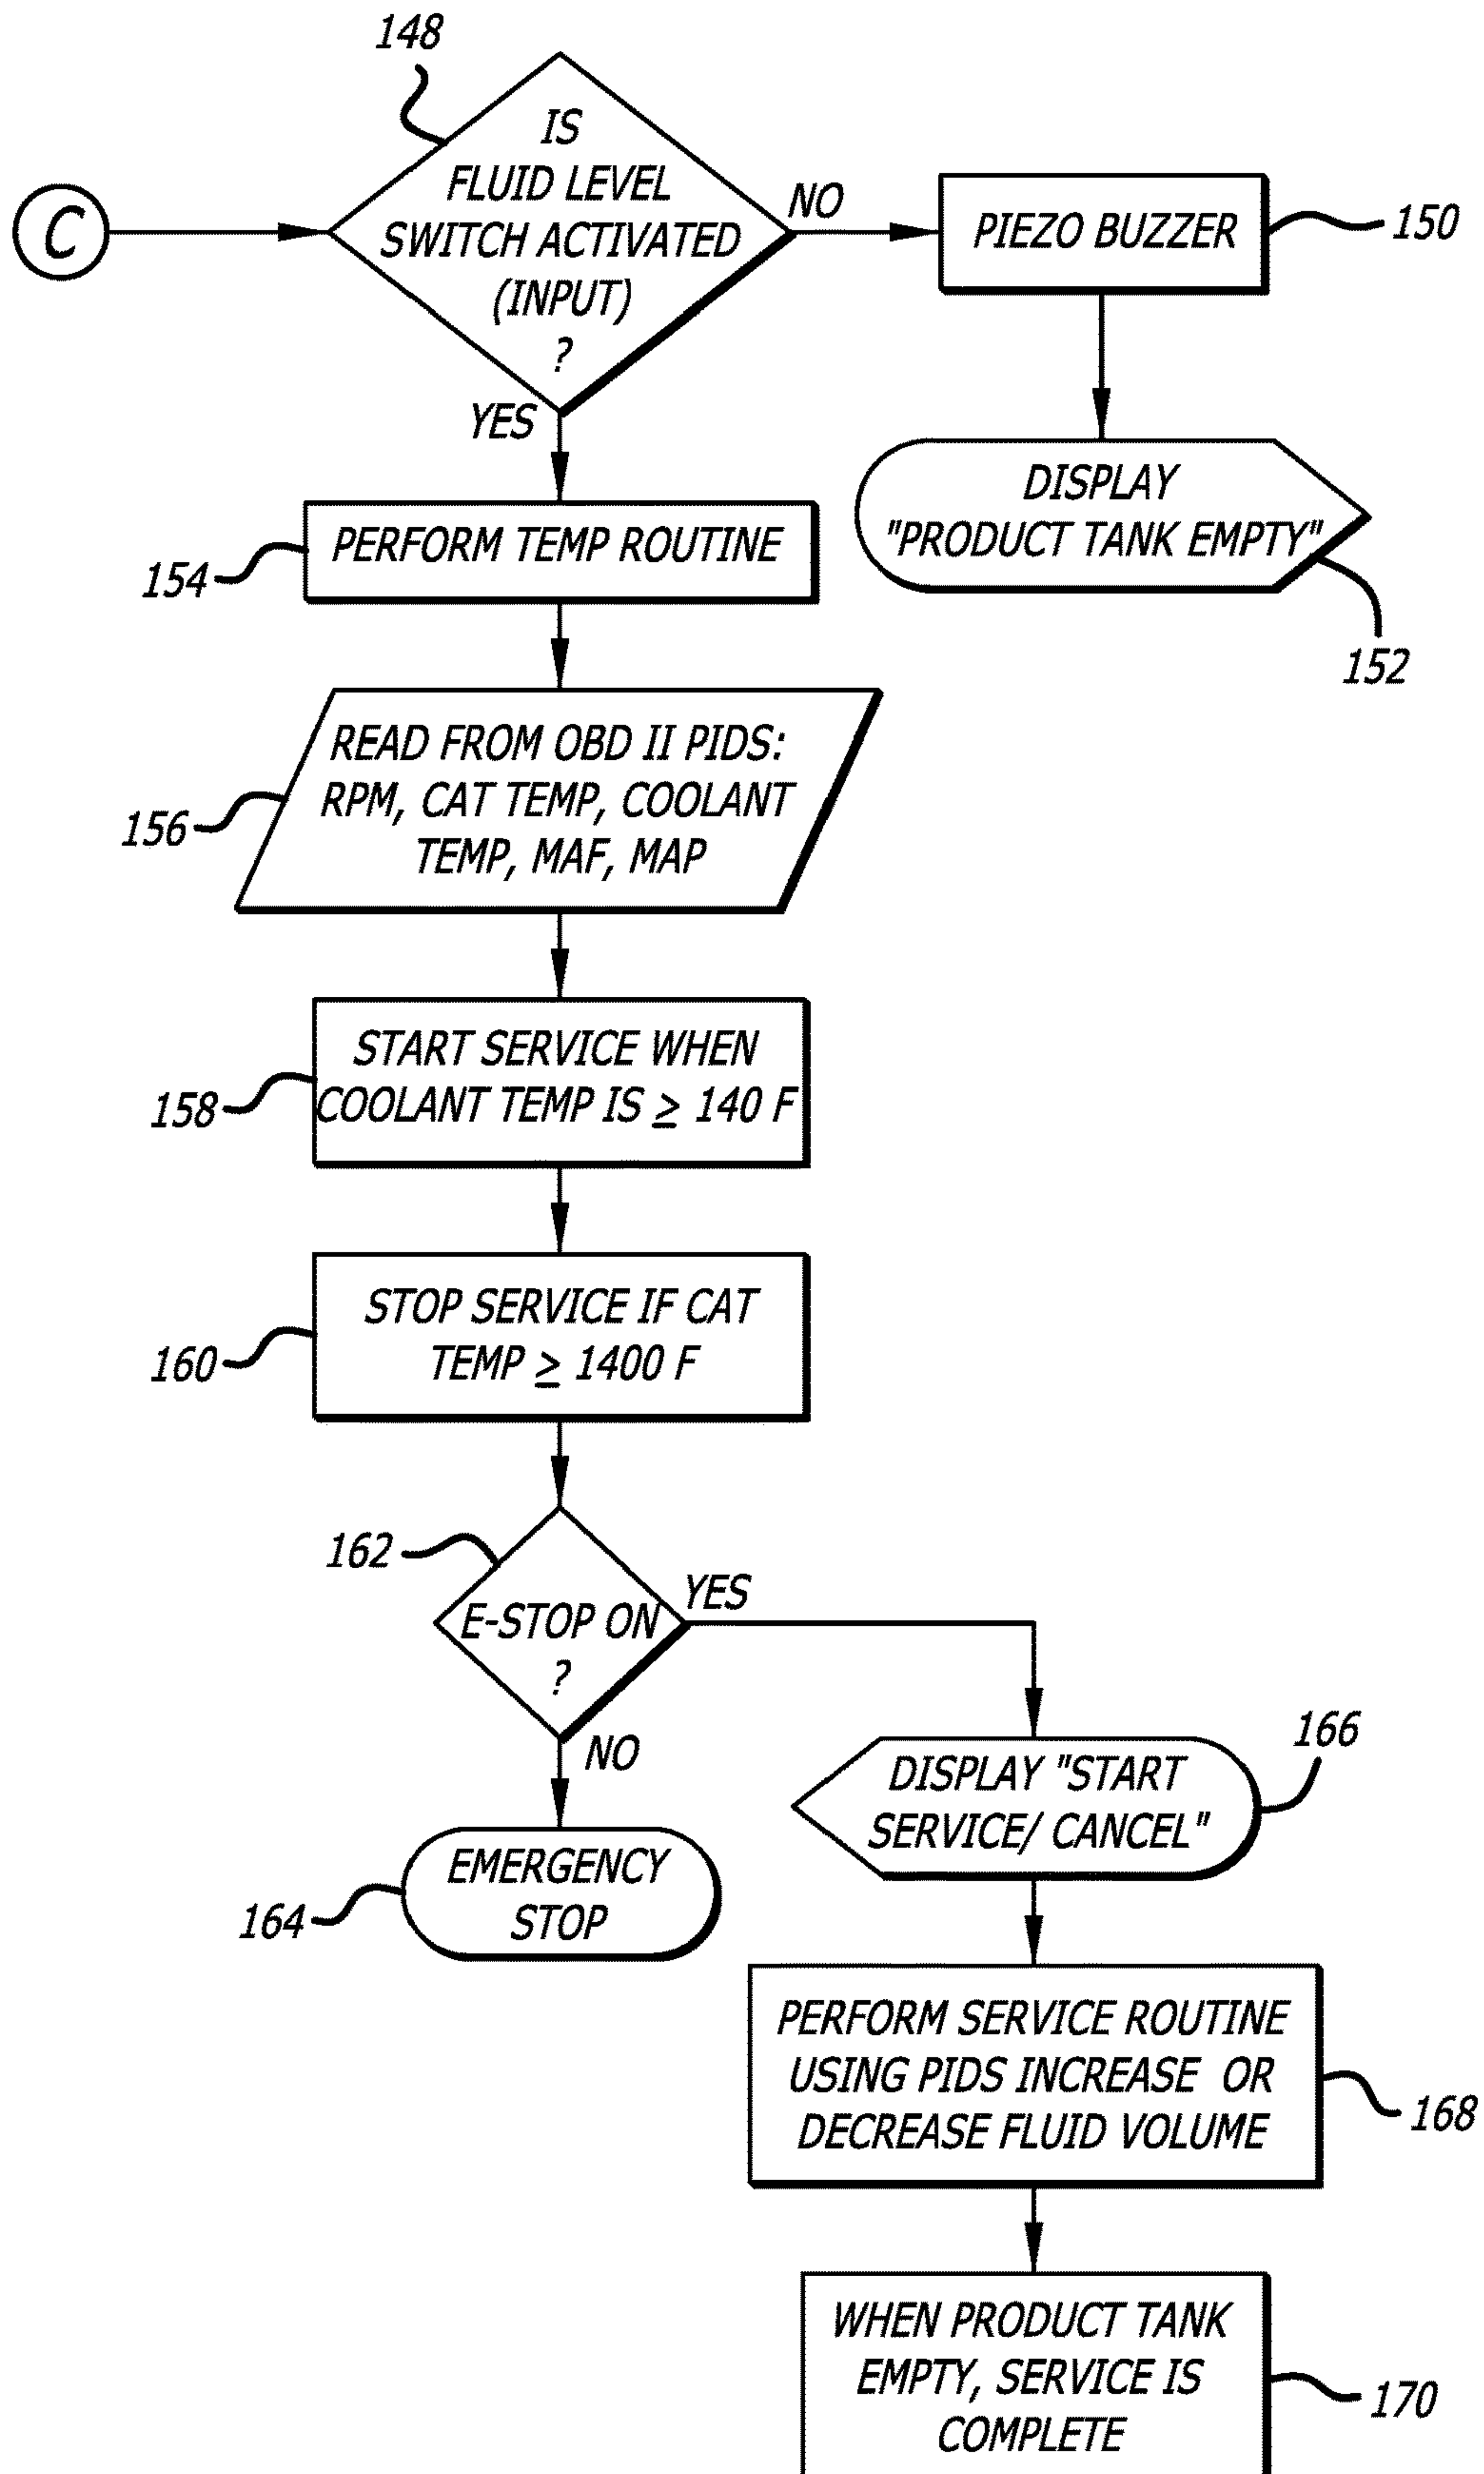 148
IS
FLUID LEVEL
SWITCH ACTIVATED
(INPUT)
?
C
NO
PIEZO BUZZER
150
YES
DISPLAY
"PRODUCT TANK EMPTY"
152
PERFORM TEMP ROUTINE
154
READ FROM OBD II PIDS:
RPM, CAT TEMP, COOLANT
TEMP, MAF, MAP
156
START SERVICE WHEN
COOLANT TEMP IS ≥ 140 F
158
STOP SERVICE IF CAT
TEMP ≥ 1400 F
160
162
E-STOP ON
?
YES
NO
EMERGENCY
STOP
164
DISPLAY "START
SERVICE/ CANCEL"
166
PERFORM SERVICE ROUTINE
USING PIDS INCREASE OR
DECREASE FLUID VOLUME
168
WHEN PRODUCT TANK
EMPTY, SERVICE IS
COMPLETE
170